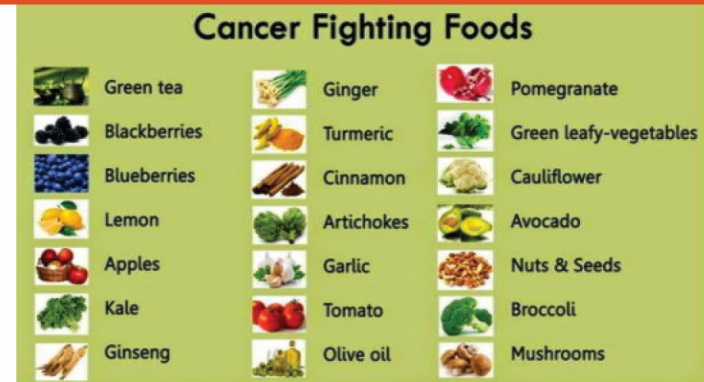 Cancer Fighting Foods
Green tea
Blackberries
Blueberries
Lemon
Apples
Kale
Ginseng
Ginger
Turmeric
Cinnamon
Artichokes
Garlic
Tomato
Olive oil
Pomegranate
Green leafy-vegetables
Cauliflower
Avocado
Nuts & Seeds
Broccoli
Mushrooms